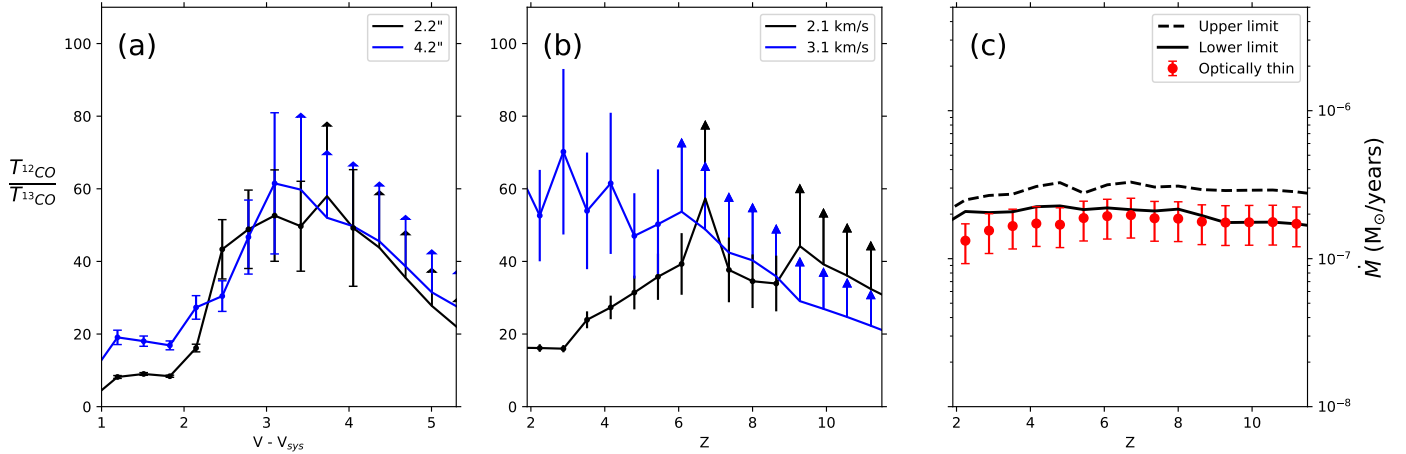 (a)
2.2"
4.2"
T12CO
T13CO
0
20
40
60
80
100
1
2
3
4
5
V - Vsys
(b)
2.1 km/s
3.1 km/s
0
20
40
60
80
100
2
4
6
8
10
Z
(c)
Upper limit
Lower limit
Optically thin
2
4
6
8
10
Z
10⁻⁶
10⁻⁷
10⁻⁸
Ṁ (M⊙/years)